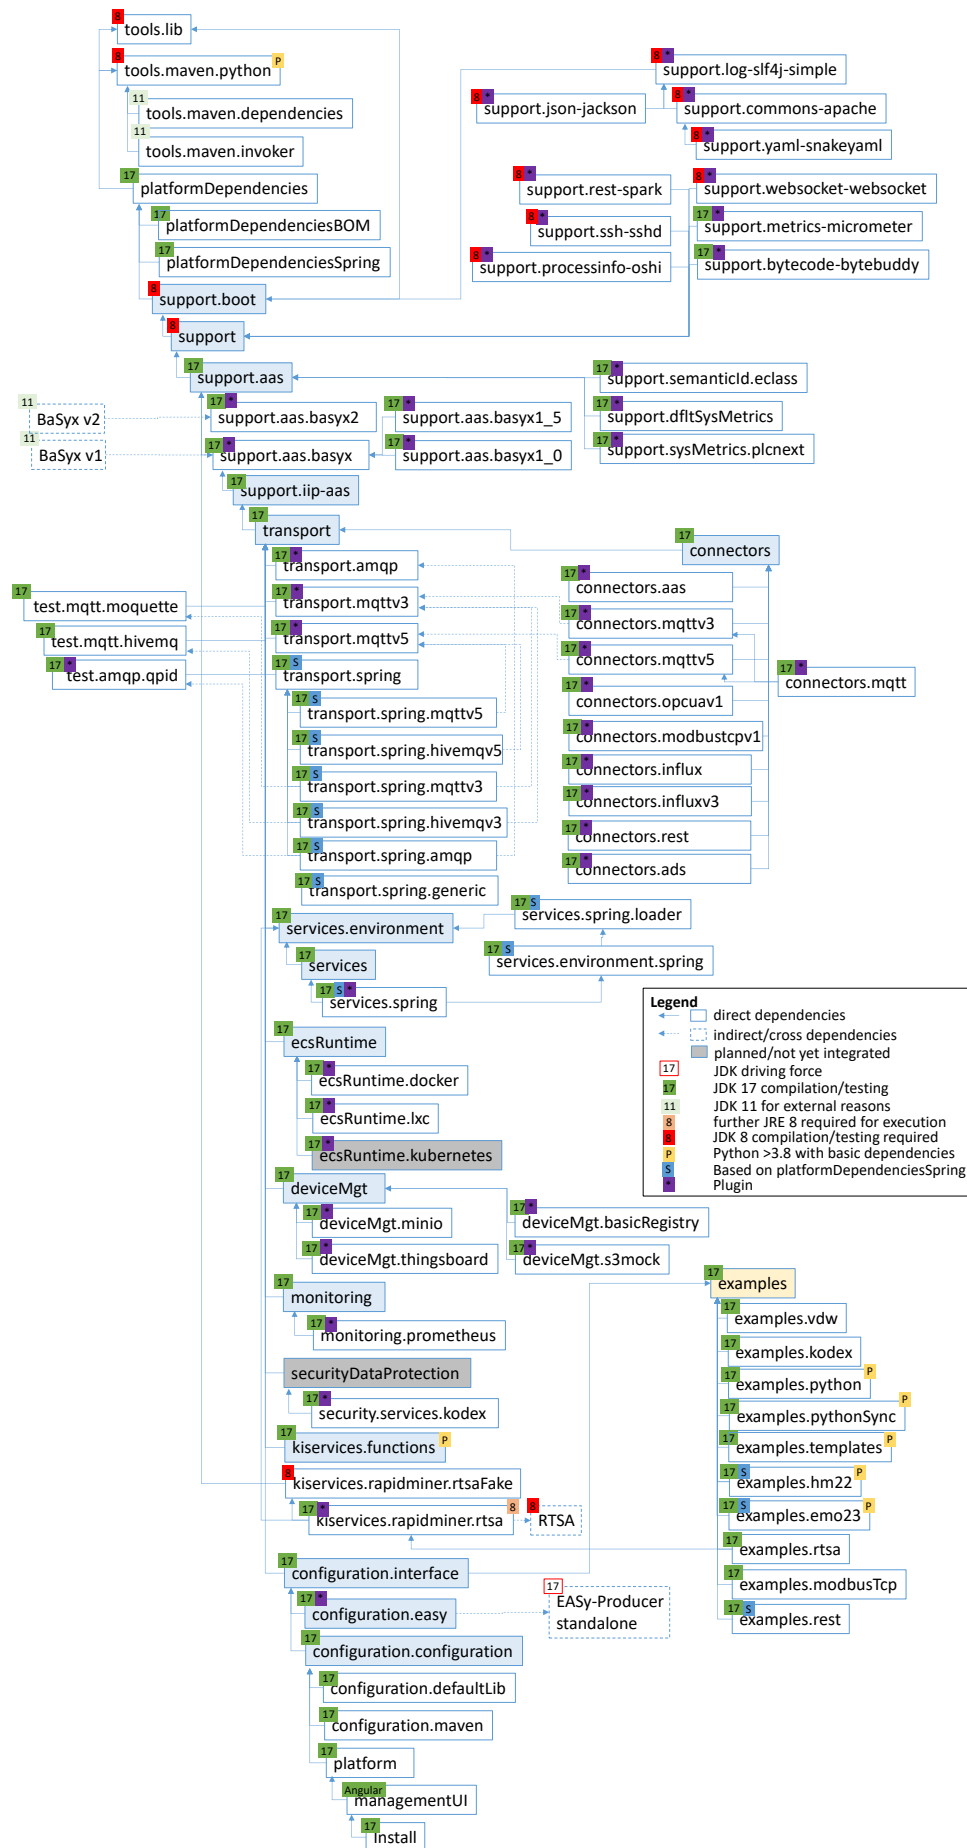 8
tools.lib
8
tools.maven.python
P
11
tools.maven.dependencies
11
tools.maven.invoker
17
platformDependencies
17
platformDependenciesBOM
17
platformDependenciesSpring
8
support.boot
8
support
17
support.aas
8 *
support.log-slf4j-simple
8 *
support.json-jackson
8 *
support.commons-apache
8 *
support.yaml-snakeyaml
8 *
support.rest-spark
8 *
support.websocket-websocket
8 *
support.ssh-sshd
17 *
support.metrics-micrometer
8 *
support.processinfo-oshi
17 *
support.bytecode-bytebuddy
17 *
support.semanticId.eclass
17 *
support.dfltSysMetrics
17 *
support.sysMetrics.plcnext
11
BaSyx v2
17 *
support.aas.basyx2
17 *
support.aas.basyx1_5
11
BaSyx v1
17 *
support.aas.basyx
17 *
support.aas.basyx1_0
17
support.iip-aas
17
transport
17
connectors
17 *
transport.amqp
17 *
connectors.aas
17
test.mqtt.moquette
17 *
transport.mqttv3
17 *
connectors.mqttv3
17
test.mqtt.hivemq
17 *
transport.mqttv5
17 *
connectors.mqttv5
17 *
test.amqp.qpid
17 S
transport.spring
17 *
connectors.mqtt
17 *
connectors.opcuav1
17 S
transport.spring.mqttv5
17 *
connectors.modbustcpv1
17 S
transport.spring.hivemqv5
17 *
connectors.influx
17 S
transport.spring.mqttv3
17 *
connectors.influxv3
17 S
transport.spring.hivemqv3
17 *
connectors.rest
17 S
transport.spring.amqp
17 *
connectors.ads
17 S
transport.spring.generic
17
services.environment
17 S
services.spring.loader
17
services
17 S
services.environment.spring
17 S *
services.spring
Legend
direct dependencies
indirect/cross dependencies
planned/not yet integrated
17 JDK driving force
17 JDK 17 compilation/testing
11 JDK 11 for external reasons
8 further JRE 8 required for execution
8 JDK 8 compilation/testing required
P Python >3.8 with basic dependencies
S Based on platformDependenciesSpring
* Plugin
17
ecsRuntime
17 *
ecsRuntime.docker
17 *
ecsRuntime.lxc
17 *
ecsRuntime.kubernetes
17
deviceMgt
17 *
deviceMgt.minio
17 *
deviceMgt.basicRegistry
17 *
deviceMgt.thingsboard
17 *
deviceMgt.s3mock
17
monitoring
17 *
monitoring.prometheus
securityDataProtection
17 *
security.services.kodex
17
kiservices.functions
P
8
kiservices.rapidminer.rtsaFake
17 *
kiservices.rapidminer.rtsa
8
8
RTSA
17
examples
17
examples.vdw
17
examples.kodex
17
examples.python
P
17
examples.pythonSync
P
17
examples.templates
P
17 S
examples.hm22
P
17 S
examples.emo23
P
17
examples.rtsa
17
examples.modbusTcp
17 S
examples.rest
17
configuration.interface
17 *
configuration.easy
17
EASy-Producer
standalone
17
configuration.configuration
17
configuration.defaultLib
17
configuration.maven
17
platform
Angular
managementUI
17
Install